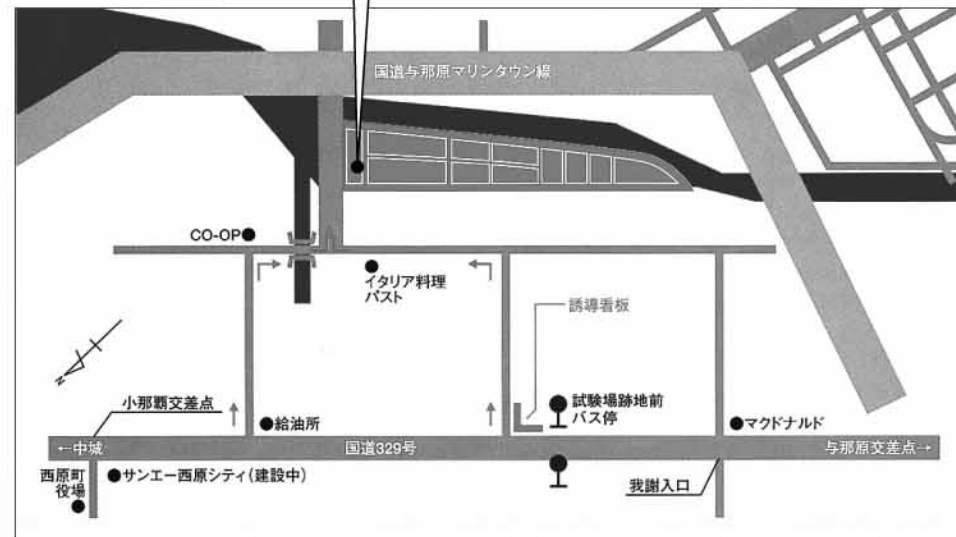 国道与那原マリンタウン線
CO-OP
イタリア料理
パスト
誘導看板
N
小那覇交差点
給油所
試験場跡地前
バス停
マクドナルド
←中城
国道329号
与那原交差点→
西原町
役場
サンエー西原シティ(建設中)
我謝入口